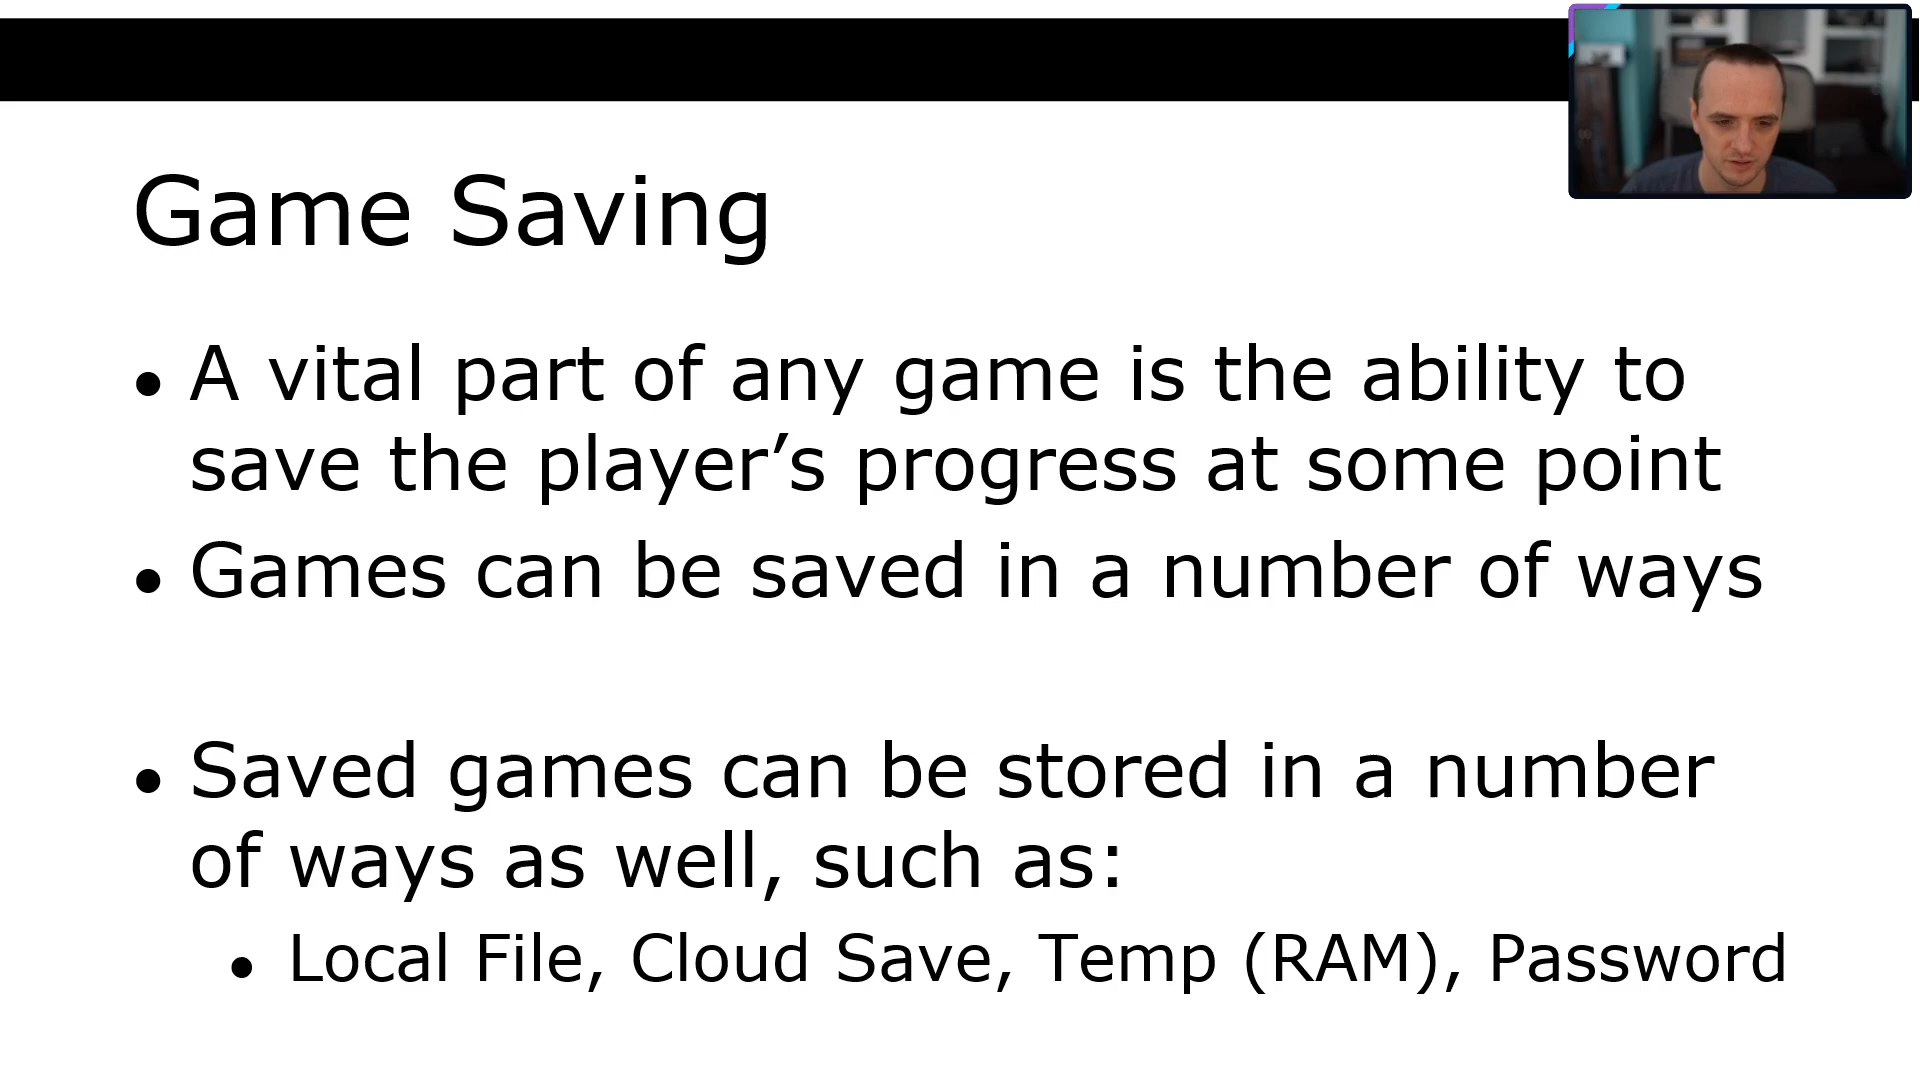 Game Saving
• A vital part of any game is the ability to
save the player’s progress at some point
• Games can be saved in a number of ways
• Saved games can be stored in a number
of ways as well, such as:
• Local File, Cloud Save, Temp (RAM), Password